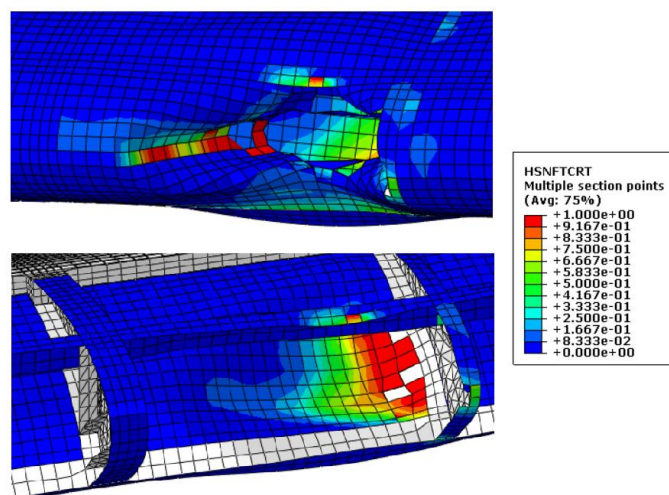 HSNFTCRT
Multiple section points
(Avg: 75%)
+1.000e+00
+9.167e-01
+8.333e-01
+7.500e-01
+6.667e-01
+5.833e-01
+5.000e-01
+4.167e-01
+3.333e-01
+2.500e-01
+1.667e-01
+8.333e-02
+0.000e+00